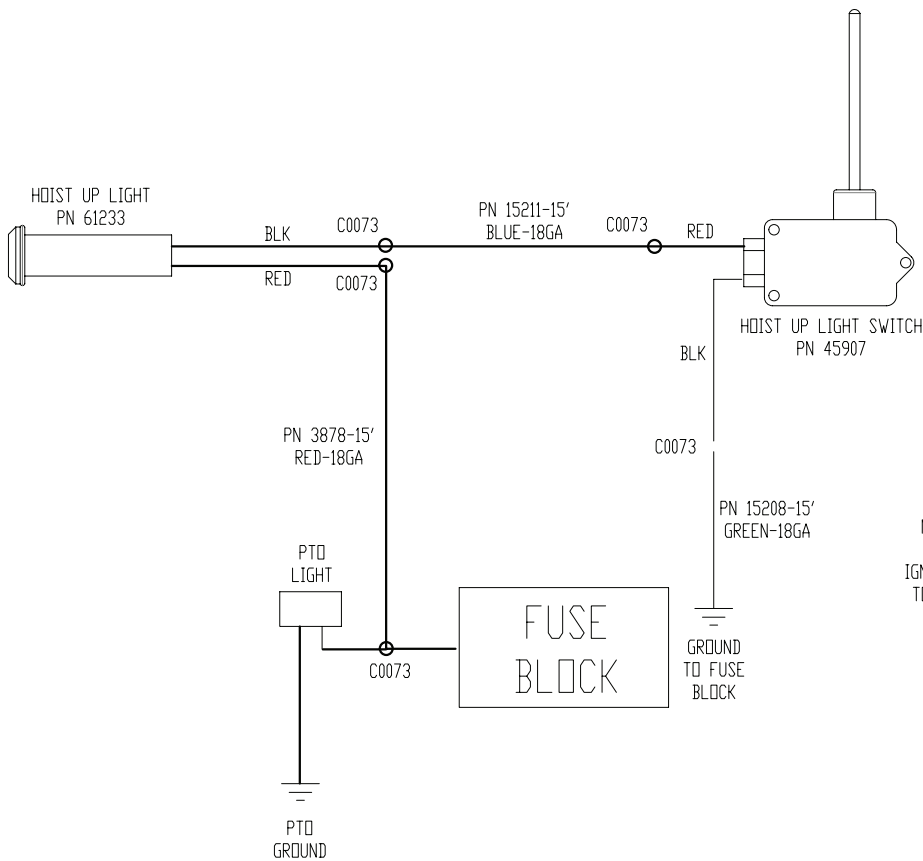 HOIST UP LIGHT
PN 61233
BLK
C0073
PN 15211-15'
BLUE-18GA
C0073
RED
RED
C0073
HOIST UP LIGHT SWITCH
PN 45907
BLK
PN 3878-15'
RED-18GA
C0073
PN 15208-15'
GREEN-18GA
PTO
LIGHT
FUSE
BLOCK
C0073
GROUND
TO FUSE
BLOCK
PTO
GROUND